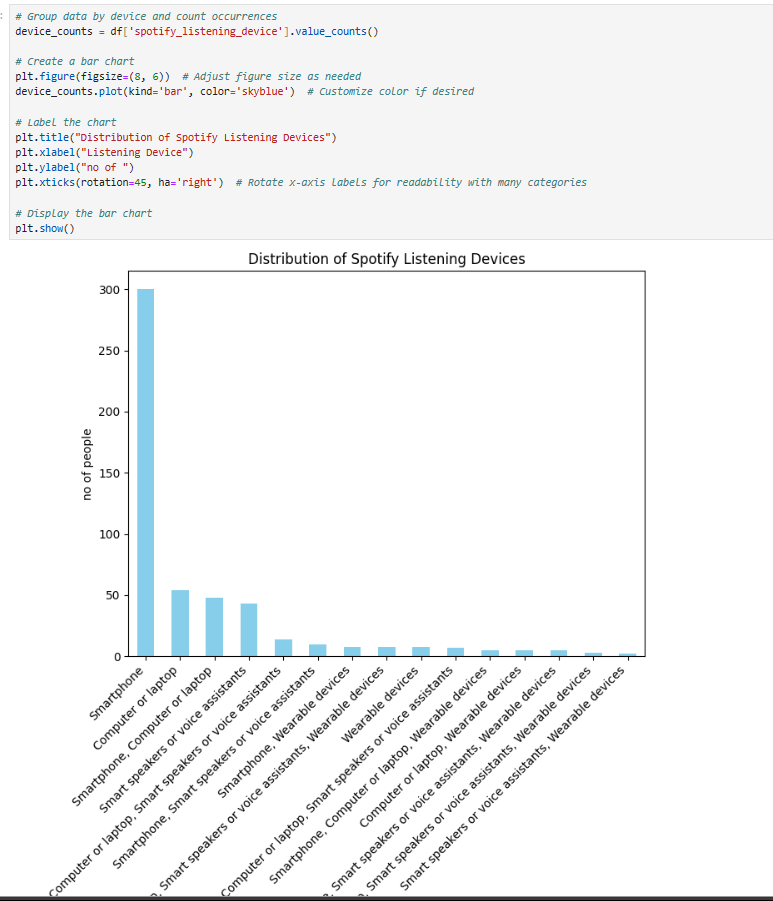 # Group data by device and count occurrences
device_counts = df['spotify_listening_device'].value_counts()
# Create a bar chart
plt.figure(figsize=(8, 6))  # Adjust figure size as needed
device_counts.plot(kind='bar', color='skyblue')  # Customize color if desired
# Label the chart
plt.title("Distribution of Spotify Listening Devices")
plt.xlabel("Listening Device")
plt.ylabel("no of ")
plt.xticks(rotation=45, ha='right')  # Rotate x-axis labels for readability with many categories
# Display the bar chart
plt.show()
Distribution of Spotify Listening Devices
no of people
300
250
200
150
100
50
0
Smartphone
Computer or laptop
Smartphone, Computer or laptop
Smart speakers or voice assistants
Computer or laptop, Smart speakers or voice assistants
Smartphone, Smart speakers or voice assistants
Smartphone, Wearable devices
, Smart speakers or voice assistants, Wearable devices
Wearable devices
Computer or laptop, Smart speakers or voice assistants
Smartphone, Computer or laptop, Wearable devices
Computer or laptop, Wearable devices
, Smart speakers or voice assistants, Wearable devices
, Smart speakers or voice assistants, Wearable devices
Smart speakers or voice assistants, Wearable devices